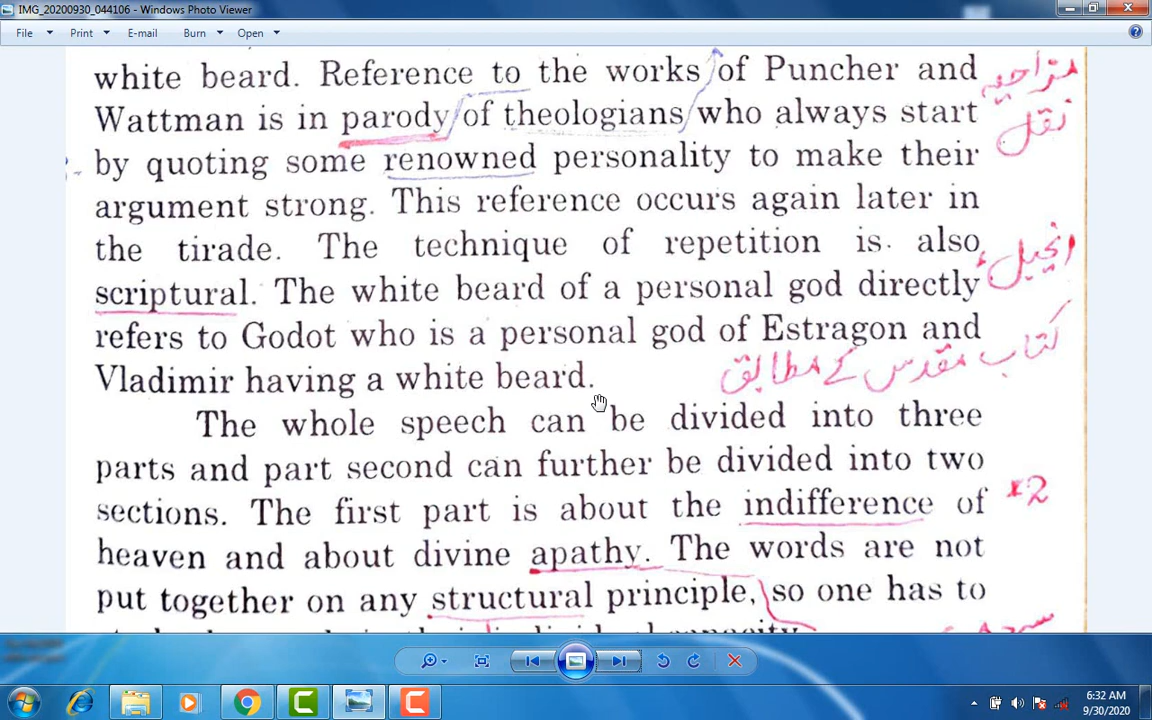 IMG_20200930_044106 - Windows Photo Viewer
File Print E-mail Burn Open
white beard. Reference to the works of Puncher and
مزاحیہ
Wattman is in parody of theologians who always start
نقل
by quoting some renowned personality to make their
argument strong. This reference occurs again later in
the tirade. The technique of repetition is also
انجیل
scriptural. The white beard of a personal god directly
refers to Godot who is a personal god of Estragon and
کتاب مقدس کے مطابق
Vladimir having a white beard.
The whole speech can be divided into three
parts and part second can further be divided into two
sections. The first part is about the indifference of
2
heaven and about divine apathy. The words are not
put together on any structural principle, so one has to
6:32 AM
9/30/2020